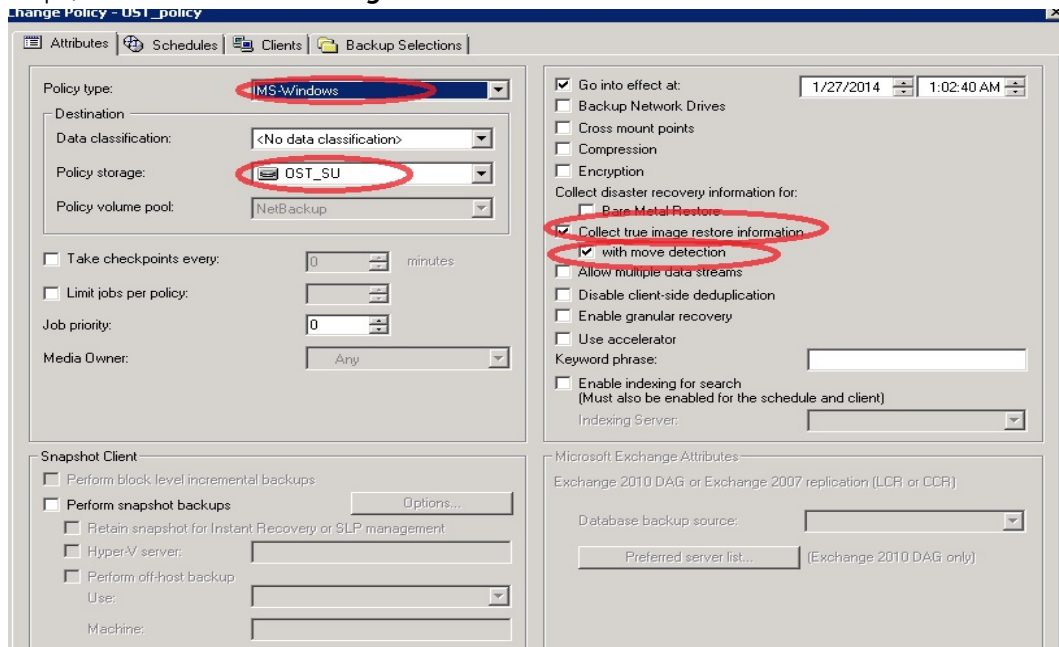 Change Policy - OST_policy
Attributes Schedules Clients Backup Selections
Policy type: MS-Windows
Destination
Data classification: <No data classification>
Policy storage: OST_SU
Policy volume pool: NetBackup
Take checkpoints every: 0 minutes
Limit jobs per policy:
Job priority: 0
Media Owner: Any
Go into effect at: 1/27/2014 1:02:40 AM
Backup Network Drives
Cross mount points
Compression
Encryption
Collect disaster recovery information for:
Bare Metal Restore
Collect true image restore information
with move detection
Allow multiple data streams
Disable client-side deduplication
Enable granular recovery
Use accelerator
Keyword phrase:
Enable indexing for search
(Must also be enabled for the schedule and client)
Indexing Server:
Snapshot Client
Perform block level incremental backups
Perform snapshot backups Options...
Retain snapshot for Instant Recovery or SLP management
Hyper-V server:
Perform off-host backup
Use:
Machine:
Microsoft Exchange Attributes
Exchange 2010 DAG or Exchange 2007 replication (LCR or CCR)
Database backup source:
Preferred server list... (Exchange 2010 DAG only)